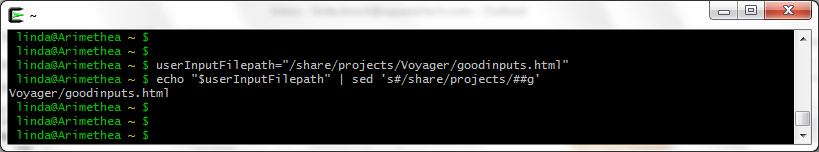 ~
linda@Arimethea ~ $
linda@Arimethea ~ $
linda@Arimethea ~ $ userInputFilepath="/share/projects/Voyager/goodinputs.html"
linda@Arimethea ~ $ echo "$userInputFilepath" | sed 's#/share/projects/##g'
Voyager/goodinputs.html
linda@Arimethea ~ $
linda@Arimethea ~ $
linda@Arimethea ~ $